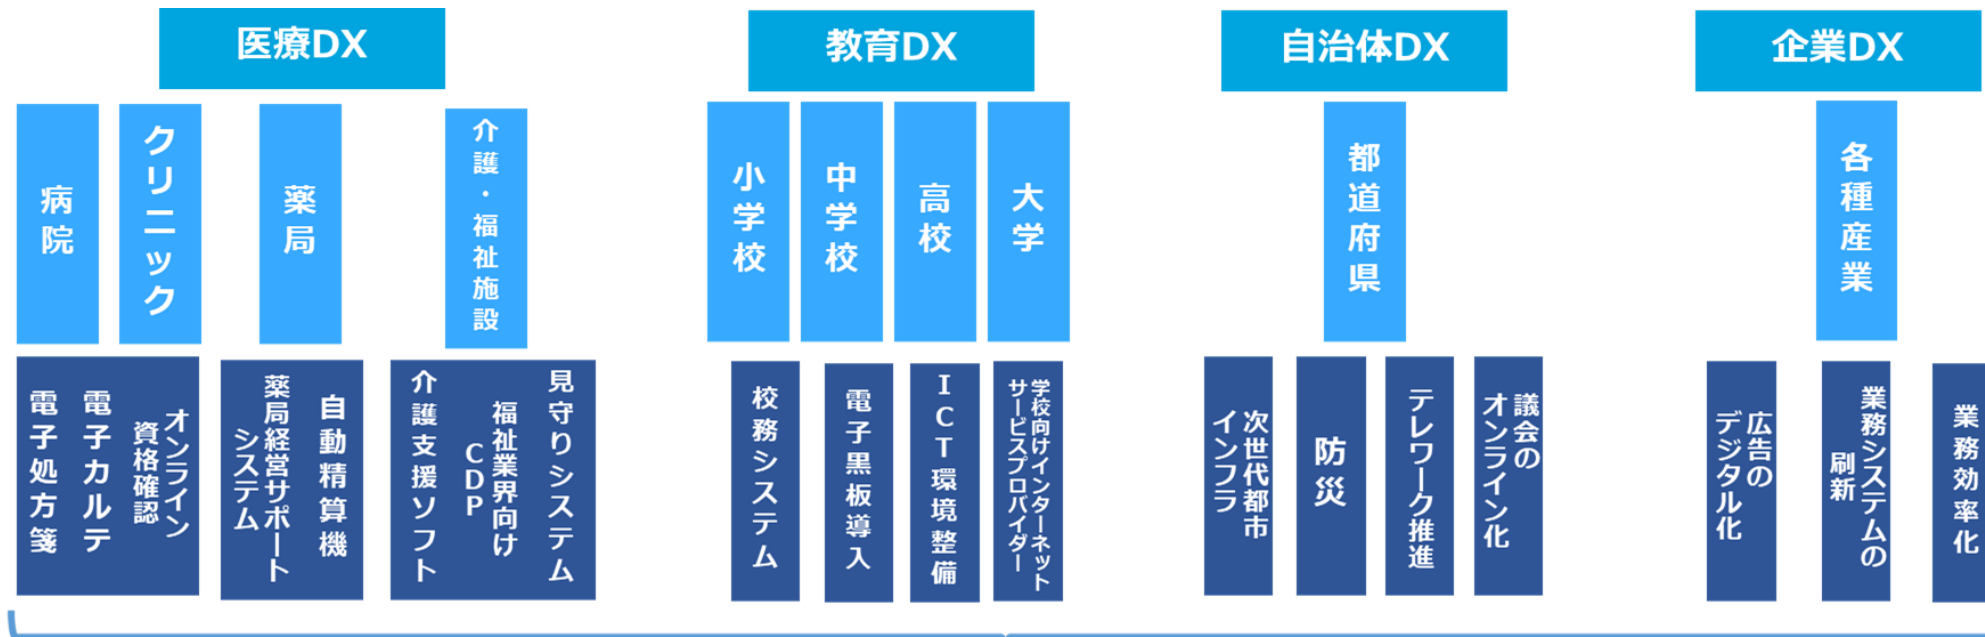 医療DX
教育DX
自治体DX
企業DX
病院
クリニック
薬局
介護・福祉施設
小学校
中学校
高校
大学
都道府県
各種産業
オンライン
資格確認
電子カルテ
電子処方箋
自動精算機
薬局経営サポート
システム
見守りシステム
福祉業界向け
CDP
介護支援ソフト
校務システム
電子黒板導入
ICT環境整備
学校向けインターネット
サービスプロバイダー
次世代都市
インフラ
防災
テレワーク推進
議会の
オンライン化
広告の
デジタル化
業務システムの
刷新
業務効率化